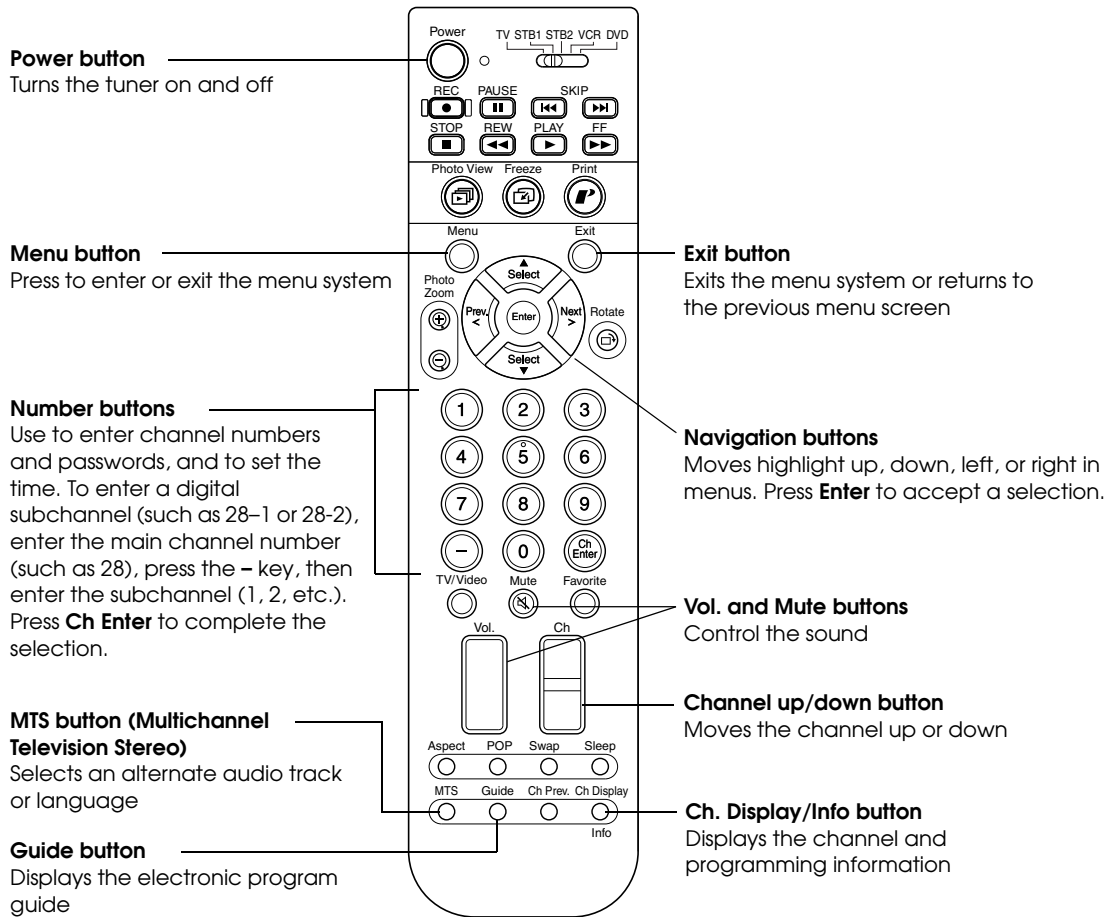 Power button
Turns the tuner on and off
Menu button
Press to enter or exit the menu system
Number buttons
Use to enter channel numbers
and passwords, and to set the
time. To enter a digital
subchannel (such as 28–1 or 28-2),
enter the main channel number
(such as 28), press the – key, then
enter the subchannel (1, 2, etc.).
Press Ch Enter to complete the
selection.
MTS button (Multichannel
Television Stereo)
Selects an alternate audio track
or language
Guide button
Displays the electronic program
guide
Power
TV STB1 STB2 VCR DVD
REC PAUSE SKIP
STOP REW PLAY FF
Photo View Freeze Print
Menu Exit
Photo
Zoom
Select
Prev. Enter Next Rotate
< >
Select
1 2 3
4 5 6
7 8 9
– 0 Ch
Enter
TV/Video Mute Favorite
Vol. Ch
Aspect POP Swap Sleep
MTS Guide Ch Prev. Ch Display
Info
Exit button
Exits the menu system or returns to
the previous menu screen
Navigation buttons
Moves highlight up, down, left, or right in
menus. Press Enter to accept a selection.
Vol. and Mute buttons
Control the sound
Channel up/down button
Moves the channel up or down
Ch. Display/Info button
Displays the channel and
programming information